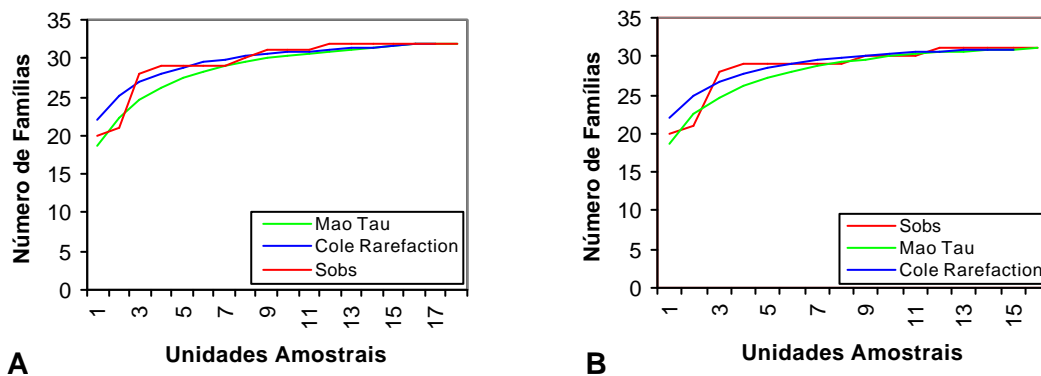 Número de Famílias
35
30
25
20
15
10
5
0
Mao Tau
Cole Rarefaction
Sobs
1
3
5
7
9
11
13
15
17
Unidades Amostrais
A
Número de Famílias
35
30
25
20
15
10
5
0
Sobs
Mao Tau
Cole Rarefaction
1
3
5
7
9
11
13
15
Unidades Amostrais
B